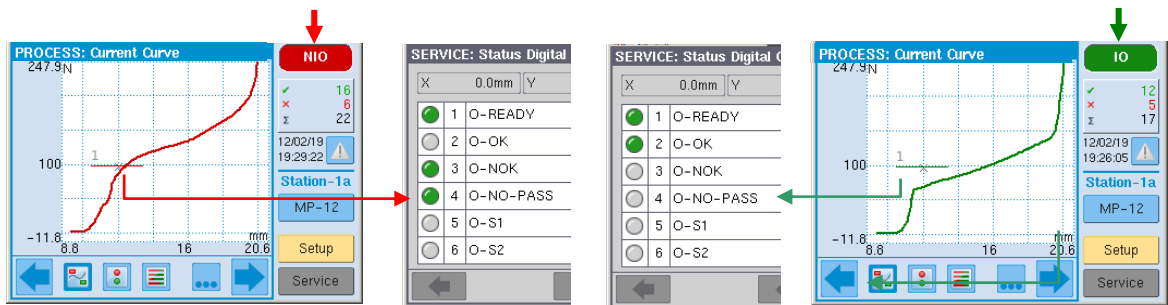 PROCESS: Current Curve
247.9 N
100
1
-11.8
8.8
16
mm
20.6
NIO
✓ 16
× 6
Σ 22
12/02/19
19:29:22
Station-1a
MP-12
Setup
Service
SERVICE: Status Digital
X 0.0mm Y
1 O-READY
2 O-OK
3 O-NOK
4 O-NO-PASS
5 O-S1
6 O-S2
SERVICE: Status Digital
X 0.0mm Y
1 O-READY
2 O-OK
3 O-NOK
4 O-NO-PASS
5 O-S1
6 O-S2
PROCESS: Current Curve
247.9 N
100
1
-11.8
8.8
16
mm
20.6
IO
✓ 12
× 5
Σ 17
12/02/19
19:26:05
Station-1a
MP-12
Setup
Service